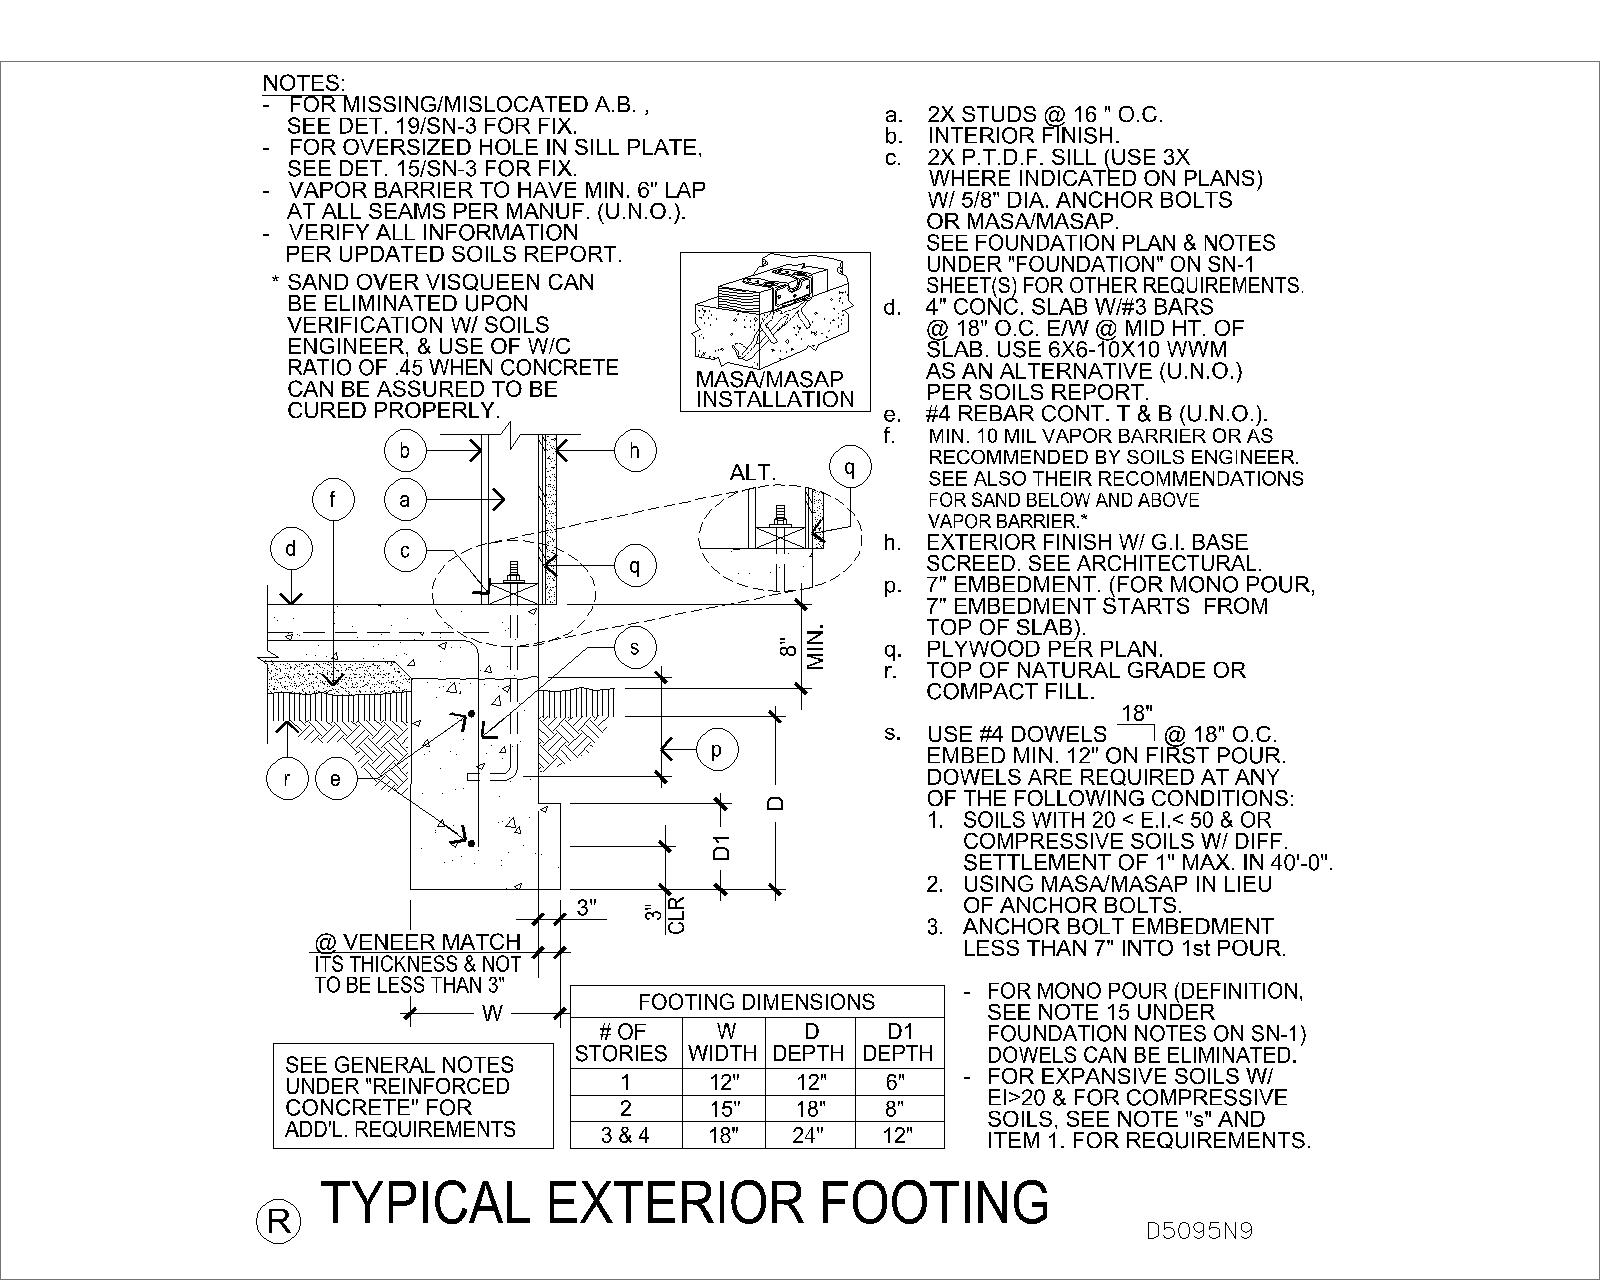 NOTES:
- FOR MISSING/MISLOCATED A.B. ,
SEE DET. 19/SN-3 FOR FIX.
- FOR OVERSIZED HOLE IN SILL PLATE,
SEE DET. 15/SN-3 FOR FIX.
- VAPOR BARRIER TO HAVE MIN. 6" LAP
AT ALL SEAMS PER MANUF. (U.N.O.).
- VERIFY ALL INFORMATION
PER UPDATED SOILS REPORT.
* SAND OVER VISQUEEN CAN
BE ELIMINATED UPON
VERIFICATION W/ SOILS
ENGINEER, & USE OF W/C
RATIO OF .45 WHEN CONCRETE
CAN BE ASSURED TO BE
CURED PROPERLY.
MASA/MASAP
INSTALLATION
a. 2X STUDS @ 16 " O.C.
b. INTERIOR FINISH.
c. 2X P.T.D.F. SILL (USE 3X
WHERE INDICATED ON PLANS)
W/ 5/8" DIA. ANCHOR BOLTS
OR MASA/MASAP.
SEE FOUNDATION PLAN & NOTES
UNDER "FOUNDATION" ON SN-1
SHEET(S) FOR OTHER REQUIREMENTS.
d. 4" CONC. SLAB W/#3 BARS
@ 18" O.C. E/W @ MID HT. OF
SLAB. USE 6X6-10X10 WWM
AS AN ALTERNATIVE (U.N.O.)
PER SOILS REPORT.
e. #4 REBAR CONT. T & B (U.N.O.).
f. MIN. 10 MIL VAPOR BARRIER OR AS
RECOMMENDED BY SOILS ENGINEER.
SEE ALSO THEIR RECOMMENDATIONS
FOR SAND BELOW AND ABOVE
VAPOR BARRIER.*
h. EXTERIOR FINISH W/ G.I. BASE
SCREED. SEE ARCHITECTURAL.
p. 7" EMBEDMENT. (FOR MONO POUR,
7" EMBEDMENT STARTS FROM
TOP OF SLAB).
q. PLYWOOD PER PLAN.
r. TOP OF NATURAL GRADE OR
COMPACT FILL.
18"
s. USE #4 DOWELS @ 18" O.C.
EMBED MIN. 12" ON FIRST POUR.
DOWELS ARE REQUIRED AT ANY
OF THE FOLLOWING CONDITIONS:
1. SOILS WITH 20 < E.I.< 50 & OR
COMPRESSIVE SOILS W/ DIFF.
SETTLEMENT OF 1" MAX. IN 40'-0".
2. USING MASA/MASAP IN LIEU
OF ANCHOR BOLTS.
3. ANCHOR BOLT EMBEDMENT
LESS THAN 7" INTO 1st POUR.
- FOR MONO POUR (DEFINITION,
SEE NOTE 15 UNDER
FOUNDATION NOTES ON SN-1)
DOWELS CAN BE ELIMINATED.
- FOR EXPANSIVE SOILS W/
EI>20 & FOR COMPRESSIVE
SOILS, SEE NOTE "s" AND
ITEM 1. FOR REQUIREMENTS.
b
h
ALT.
q
f
a
d
c
q
s
8"
MIN.
p
r
e
D
D1
3"
3"
CLR
@ VENEER MATCH
ITS THICKNESS & NOT
TO BE LESS THAN 3"
W
FOOTING DIMENSIONS
# OF STORIES W WIDTH D DEPTH D1 DEPTH
1 12" 12" 6"
2 15" 18" 8"
3 & 4 18" 24" 12"
SEE GENERAL NOTES
UNDER "REINFORCED
CONCRETE" FOR
ADD'L. REQUIREMENTS
R
TYPICAL EXTERIOR FOOTING
D5095N9